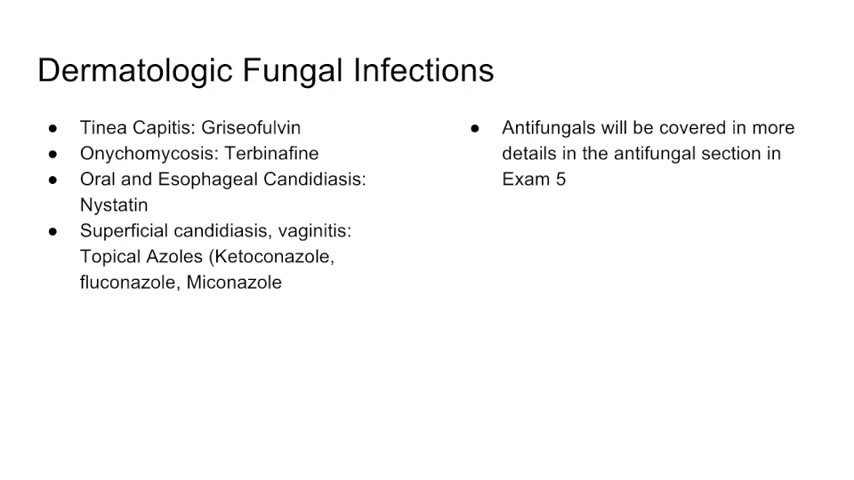 Dermatologic Fungal Infections
● Tinea Capitis: Griseofulvin
● Onychomycosis: Terbinafine
● Oral and Esophageal Candidiasis:
Nystatin
● Superficial candidiasis, vaginitis:
Topical Azoles (Ketoconazole,
fluconazole, Miconazole
● Antifungals will be covered in more
details in the antifungal section in
Exam 5